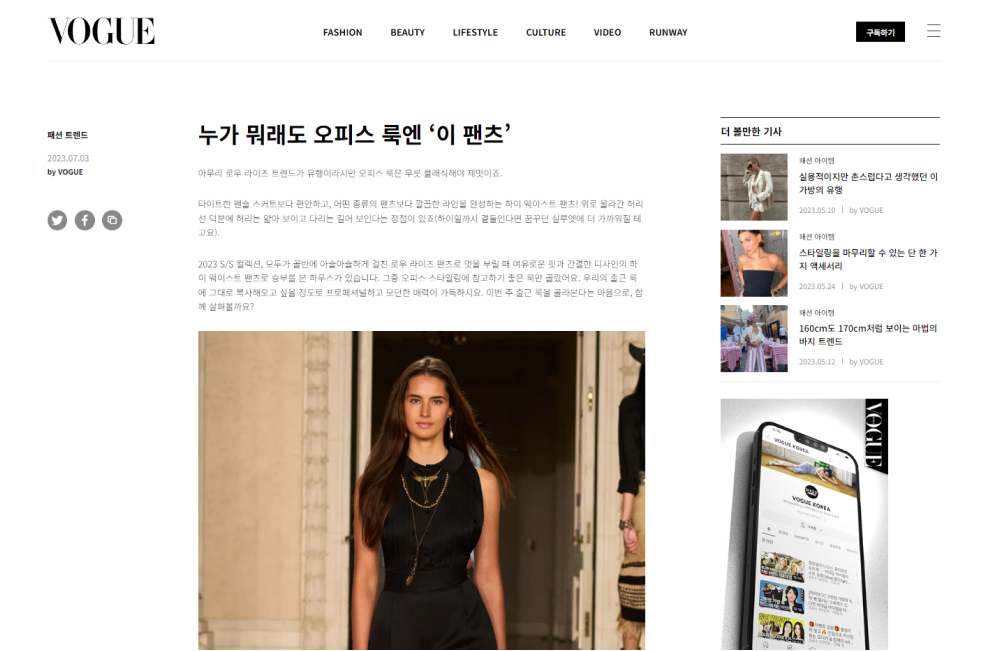 VOGUE
FASHION
BEAUTY
LIFESTYLE
CULTURE
VIDEO
RUNWAY
구독하기
패션 트렌드
2023.07.03
by VOGUE
누가 뭐래도 오피스 룩엔 ‘이 팬츠’
아무리 로우 라이즈 트렌드가 유행이라지만 오피스 룩은 무릇 클래식해야 제맛이죠.
타이트한 펜슬 스커트보다 편안하고, 어떤 종류의 팬츠보다 깔끔한 라인을 완성하는 하이 웨이스트 팬츠! 위로 올라간 허리
선 덕분에 허리는 얇아 보이고 다리는 길어 보인다는 장점이 있죠(하이힐까지 곁들인다면 꿈꾸던 실루엣에 더 가까워질 테
고요).
2023 S/S 컬렉션, 모두가 골반에 아슬아슬하게 걸친 로우 라이즈 팬츠로 멋을 부릴 때 여유로운 핏과 간결한 디자인의 하
이 웨이스트 팬츠로 승부를 본 하우스가 있습니다. 그중 오피스 스타일링에 참고하기 좋은 룩만 골랐어요. 우리의 출근 룩
에 그대로 복사해오고 싶을 정도로 프로페셔널하고 모던한 매력이 가득하시요. 이번 주 출근 룩을 골라본다는 마음으로, 함
께 살펴볼까요?
더 볼만한 기사
패션 아이템
실용적이지만 촌스럽다고 생각했던 이
가방의 유행
2023.05.10 | by VOGUE
패션 아이템
스타일링을 마무리할 수 있는 단 한 가
지 액세서리
2023.05.24 | by VOGUE
패션 아이템
160cm도 170cm처럼 보이는 마법의
바지 트렌드
2023.05.12 | by VOGUE
VOGUE
VOGUE KOREA
VOGUE KOREA